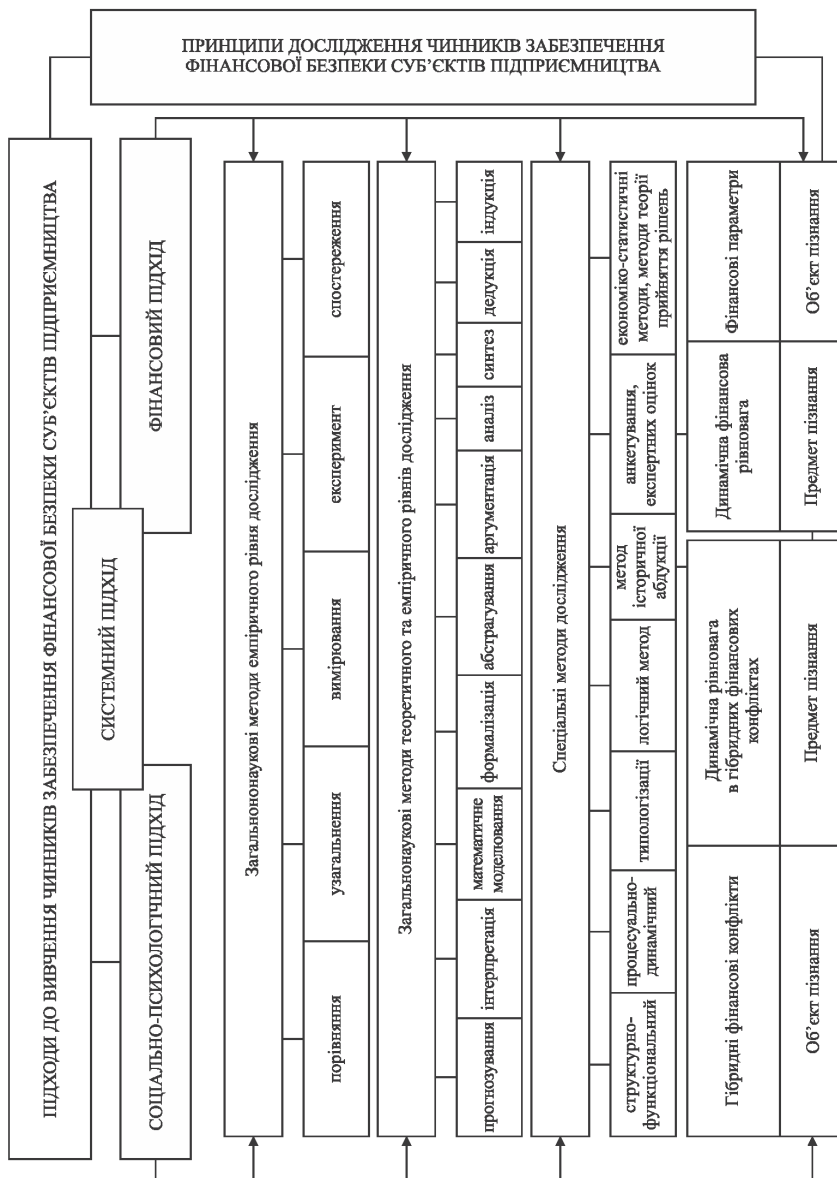 ПРИНЦИПИ ДОСЛІДЖЕННЯ ЧИННИКІВ ЗАБЕЗПЕЧЕННЯ
ФІНАНСОВОЇ БЕЗПЕКИ СУБ’ЄКТІВ ПІДПРИЄМНИЦТВА
ПІДХОДИ ДО ВИВЧЕННЯ ЧИННИКІВ ЗАБЕЗПЕЧЕННЯ ФІНАНСОВОЇ БЕЗПЕКИ СУБ’ЄКТІВ ПІДПРИЄМНИЦТВА
СИСТЕМНИЙ ПІДХІД
СОЦІАЛЬНО-ПСИХОЛОГІЧНИЙ ПІДХІД
ФІНАНСОВИЙ ПІДХІД
Загальнононаукові методи емпіричного рівня дослідження
порівняння
узагальнення
вимірювання
експеримент
спостереження
Загальнонаукові методи теоретичного та емпіричного рівнів дослідження
прогнозування
інтерпретація
математичне
моделювання
формалізація
абстрагування
аргументація
аналіз
синтез
дедукція
індукція
Спеціальні методи дослідження
структурно-
функціональний
процесуально-
динамічний
типологізації
логічний метод
метод
історичної
абдукції
анкетування,
експертних оцінок
економіко-статистичні
методи, методи теорії
прийняття рішень
Гібридні фінансові конфлікти
Динамічна рівновага
в гібридних фінансових
конфліктах
Динамічна фінансова
рівновага
Фінансові параметри
Об’єкт пізнання
Предмет пізнання
Предмет пізнання
Об’єкт пізнання